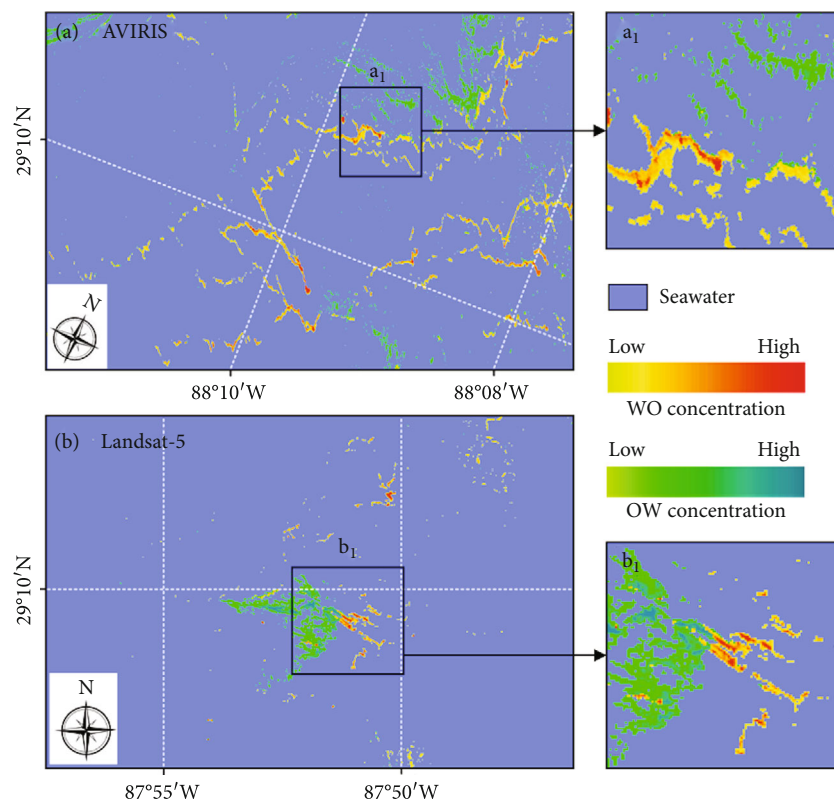 (a) AVIRIS
a1
a1
29°10′N
N
88°10′W
88°08′W
Seawater
Low High
WO concentration
Low High
OW concentration
(b) Landsat-5
b1
b1
29°10′N
N
87°55′W
87°50′W